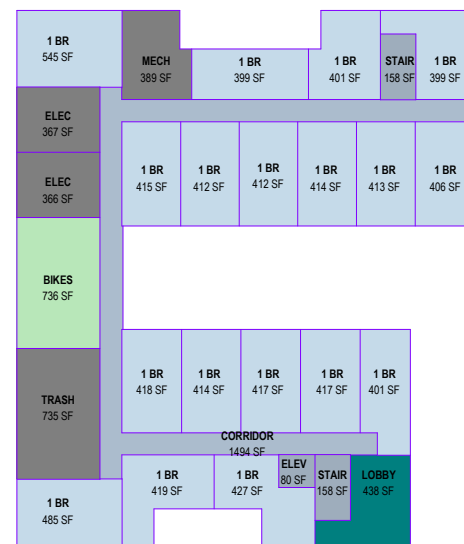 1 BR
545 SF
MECH
389 SF
1 BR
399 SF
1 BR
401 SF
STAIR
158 SF
1 BR
399 SF
ELEC
367 SF
ELEC
366 SF
1 BR
415 SF
1 BR
412 SF
1 BR
412 SF
1 BR
414 SF
1 BR
413 SF
1 BR
406 SF
BIKES
736 SF
TRASH
735 SF
1 BR
418 SF
1 BR
414 SF
1 BR
417 SF
1 BR
417 SF
1 BR
401 SF
CORRIDOR
1494 SF
1 BR
485 SF
1 BR
419 SF
1 BR
427 SF
ELEV
80 SF
STAIR
158 SF
LOBBY
438 SF